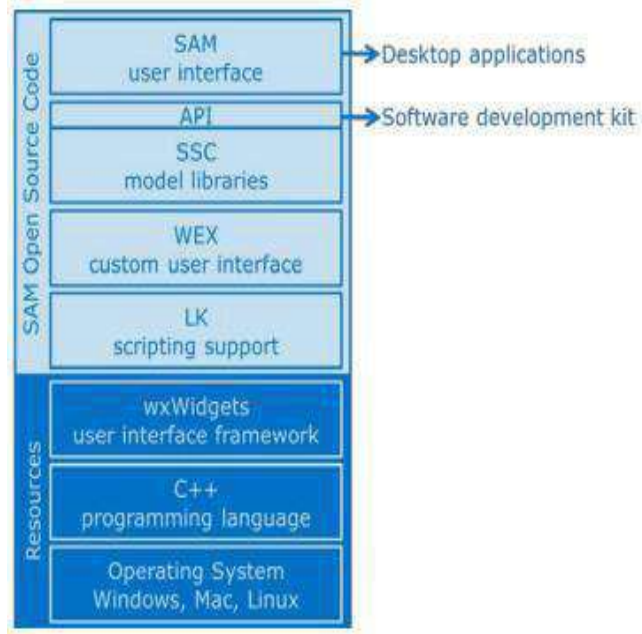 SAM Open Source Code
SAM
user interface
Desktop applications
API
Software development kit
SSC
model libraries
WEX
custom user interface
LK
scripting support
Resources
wxWidgets
user interface framework
C++
programming language
Operating System
Windows, Mac, Linux